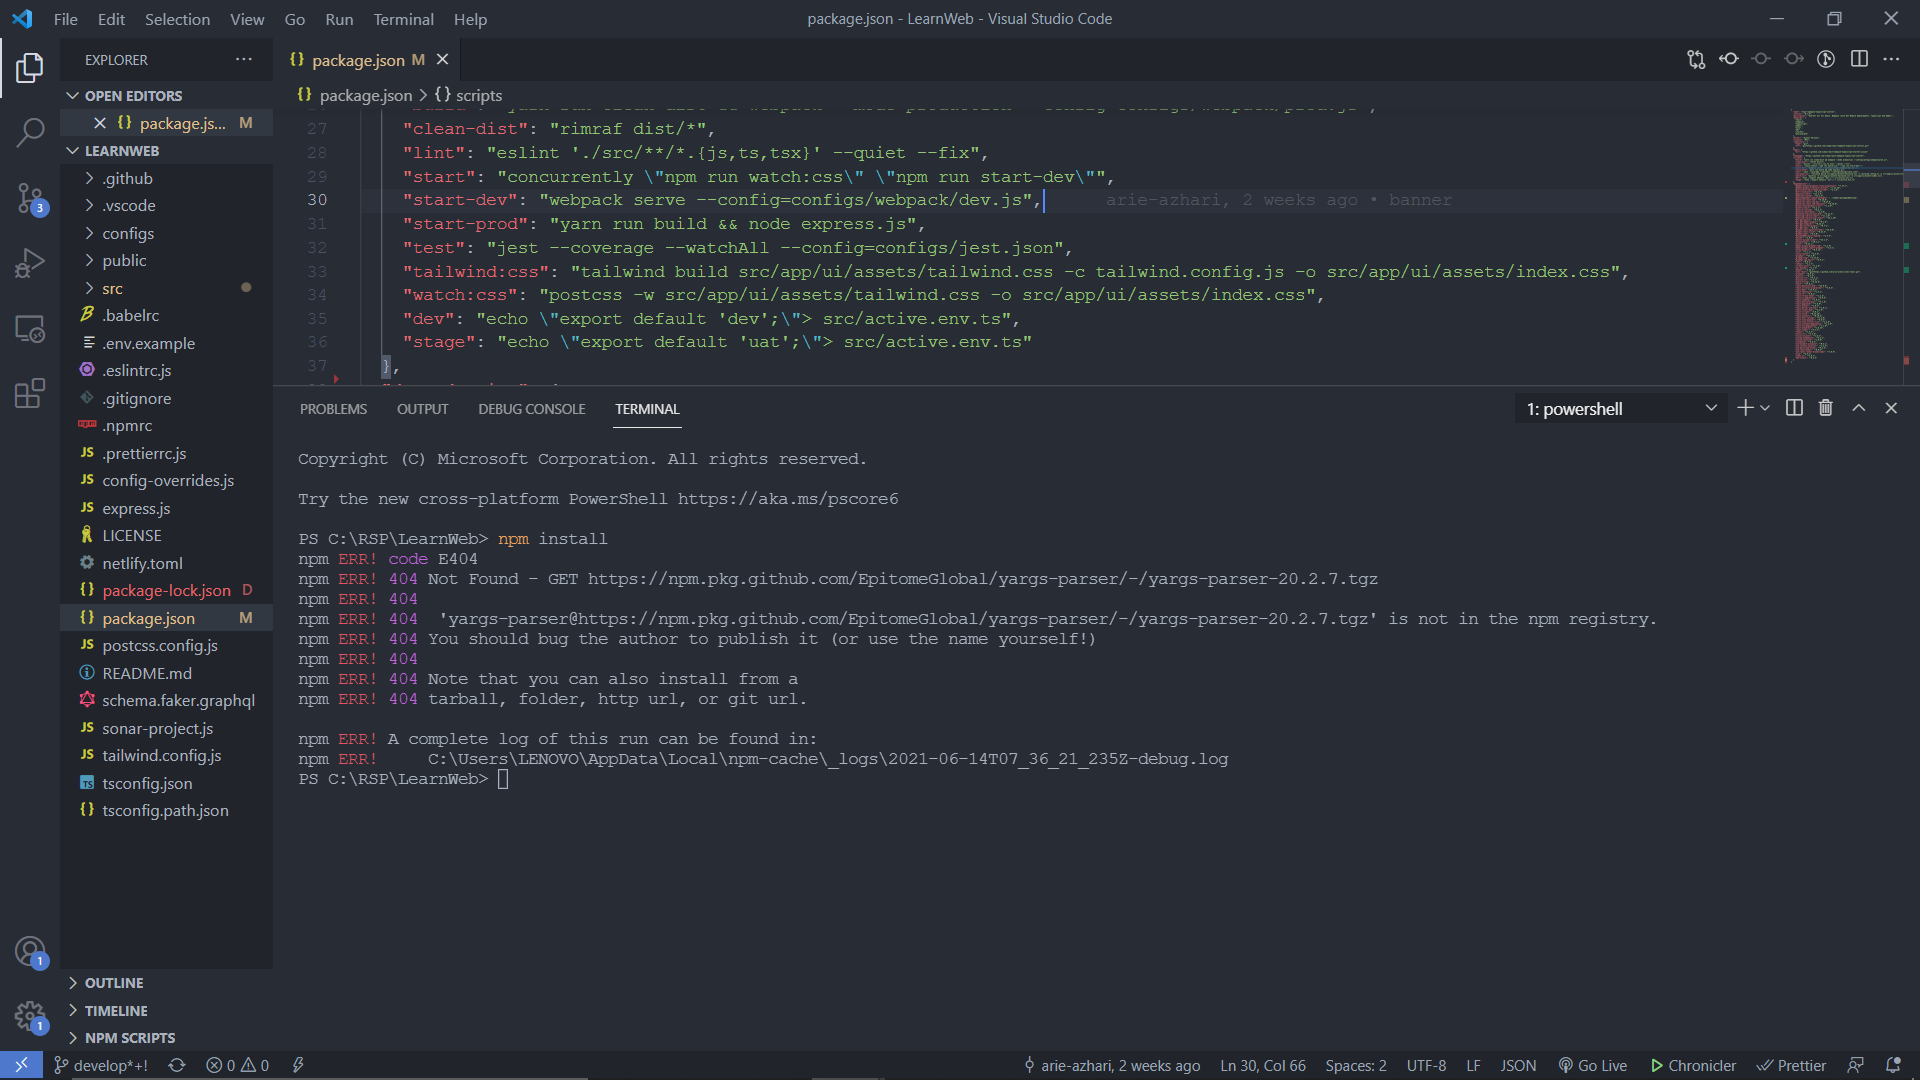 File Edit Selection View Go Run Terminal Help
package.json - LearnWeb - Visual Studio Code
EXPLORER
OPEN EDITORS
package.js... M
LEARNWEB
.github
.vscode
configs
public
src
.babelrc
.env.example
.eslintrc.js
.gitignore
.npmrc
.prettierrc.js
config-overrides.js
express.js
LICENSE
netlify.toml
package-lock.json D
package.json M
postcss.config.js
README.md
schema.faker.graphql
sonar-project.js
tailwind.config.js
tsconfig.json
tsconfig.path.json
OUTLINE
TIMELINE
NPM SCRIPTS
3
1
1
package.json M
package.json > {} scripts
27 "clean-dist": "rimraf dist/*",
28 "lint": "eslint './src/**/*.{js,ts,tsx}' --quiet --fix",
29 "start": "concurrently \"npm run watch:css\" \"npm run start-dev\"",
30 "start-dev": "webpack serve --config=configs/webpack/dev.js", arie-azhari, 2 weeks ago • banner
31 "start-prod": "yarn run build && node express.js",
32 "test": "jest --coverage --watchAll --config=configs/jest.json",
33 "tailwind:css": "tailwind build src/app/ui/assets/tailwind.css -c tailwind.config.js -o src/app/ui/assets/index.css",
34 "watch:css": "postcss -w src/app/ui/assets/tailwind.css -o src/app/ui/assets/index.css",
35 "dev": "echo \"export default 'dev';\"> src/active.env.ts",
36 "stage": "echo \"export default 'uat';\"> src/active.env.ts"
37 },
PROBLEMS OUTPUT DEBUG CONSOLE TERMINAL
1: powershell
Copyright (C) Microsoft Corporation. All rights reserved.
Try the new cross-platform PowerShell https://aka.ms/pscore6
PS C:\RSP\LearnWeb> npm install
npm ERR! code E404
npm ERR! 404 Not Found - GET https://npm.pkg.github.com/EpitomeGlobal/yargs-parser/-/yargs-parser-20.2.7.tgz
npm ERR! 404
npm ERR! 404  'yargs-parser@https://npm.pkg.github.com/EpitomeGlobal/yargs-parser/-/yargs-parser-20.2.7.tgz' is not in the npm registry.
npm ERR! 404 You should bug the author to publish it (or use the name yourself!)
npm ERR! 404
npm ERR! 404 Note that you can also install from a
npm ERR! 404 tarball, folder, http url, or git url.
npm ERR! A complete log of this run can be found in:
npm ERR!     C:\Users\LENOVO\AppData\Local\npm-cache\_logs\2021-06-14T07_36_21_235Z-debug.log
PS C:\RSP\LearnWeb>
develop*+! 0 0 arie-azhari, 2 weeks ago Ln 30, Col 66 Spaces: 2 UTF-8 LF JSON Go Live Chronicler Prettier